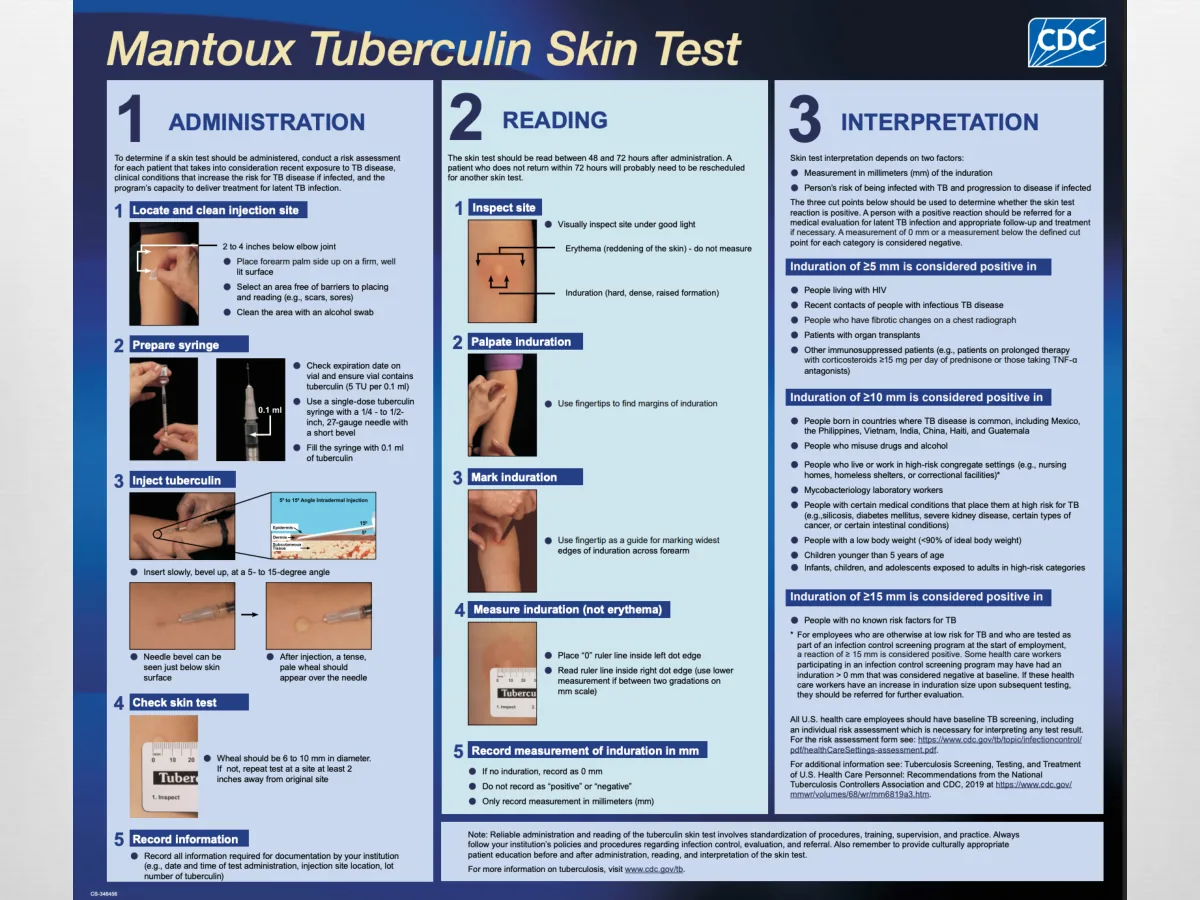 Mantoux Tuberculin Skin Test
CDC
1 ADMINISTRATION
To determine if a skin test should be administered, conduct a risk assessment
for each patient that takes into consideration recent exposure to TB disease,
clinical conditions that increase the risk for TB disease if infected, and the
program's capacity to deliver treatment for latent TB infection.
1 Locate and clean injection site
2 to 4 inches below elbow joint
Place forearm palm side up on a firm, well
lit surface
Select an area free of barriers to placing
and reading (e.g., scars, sores)
Clean the area with an alcohol swab
2 Prepare syringe
0.1 ml
Check expiration date on
vial and ensure vial contains
tuberculin (5 TU per 0.1 ml)
Use a single-dose tuberculin
syringe with a 1/4 - to 1/2-
inch, 27-gauge needle with
a short bevel
Fill the syringe with 0.1 ml
of tuberculin
3 Inject tuberculin
5º to 15º Angle Intradermal Injection
15º
5º
Epidermis
Dermis
Subcutaneous
Tissue
Insert slowly, bevel up, at a 5- to 15-degree angle
Needle bevel can be
seen just below skin
surface
After injection, a tense,
pale wheal should
appear over the needle
4 Check skin test
mm
0 10 20
Tuberc
1. Inspect
Wheal should be 6 to 10 mm in diameter.
If not, repeat test at a site at least 2
inches away from original site
5 Record information
Record all information required for documentation by your institution
(e.g., date and time of test administration, injection site location, lot
number of tuberculin)
2 READING
The skin test should be read between 48 and 72 hours after administration. A
patient who does not return within 72 hours will probably need to be rescheduled
for another skin test.
1 Inspect site
Visually inspect site under good light
Erythema (reddening of the skin) - do not measure
Induration (hard, dense, raised formation)
2 Palpate induration
Use fingertips to find margins of induration
3 Mark induration
Use fingertip as a guide for marking widest
edges of induration across forearm
4 Measure induration (not erythema)
0 10 20 3
Tubercu
1. Inspect
Place “0” ruler line inside left dot edge
Read ruler line inside right dot edge (use lower
measurement if between two gradations on
mm scale)
5 Record measurement of induration in mm
If no induration, record as 0 mm
Do not record as “positive” or “negative”
Only record measurement in millimeters (mm)
3 INTERPRETATION
Skin test interpretation depends on two factors:
Measurement in millimeters (mm) of the induration
Person's risk of being infected with TB and progression to disease if infected
The three cut points below should be used to determine whether the skin test
reaction is positive. A person with a positive reaction should be referred for a
medical evaluation for latent TB infection and appropriate follow-up and treatment
if necessary. A measurement of 0 mm or a measurement below the defined cut
point for each category is considered negative.
Induration of ≥5 mm is considered positive in
People living with HIV
Recent contacts of people with infectious TB disease
People who have fibrotic changes on a chest radiograph
Patients with organ transplants
Other immunosuppressed patients (e.g., patients on prolonged therapy
with corticosteroids ≥15 mg per day of prednisone or those taking TNF-α
antagonists)
Induration of ≥10 mm is considered positive in
People born in countries where TB disease is common, including Mexico,
the Philippines, Vietnam, India, China, Haiti, and Guatemala
People who misuse drugs and alcohol
People who live or work in high-risk congregate settings (e.g., nursing
homes, homeless shelters, or correctional facilities)*
Mycobacteriology laboratory workers
People with certain medical conditions that place them at high risk for TB
(e.g.,silicosis, diabetes mellitus, severe kidney disease, certain types of
cancer, or certain intestinal conditions)
People with a low body weight (<90% of ideal body weight)
Children younger than 5 years of age
Infants, children, and adolescents exposed to adults in high-risk categories
Induration of ≥15 mm is considered positive in
People with no known risk factors for TB
* For employees who are otherwise at low risk for TB and who are tested as
part of an infection control screening program at the start of employment,
a reaction of ≥ 15 mm is considered positive. Some health care workers
participating in an infection control screening program may have had an
induration > 0 mm that was considered negative at baseline. If these health
care workers have an increase in induration size upon subsequent testing,
they should be referred for further evaluation.
All U.S. health care employees should have baseline TB screening, including
an individual risk assessment which is necessary for interpreting any test result.
For the risk assessment form see: https://www.cdc.gov/tb/topic/infectioncontrol/
pdf/healthCareSettings-assessment.pdf.
For additional information see: Tuberculosis Screening, Testing, and Treatment
of U.S. Health Care Personnel: Recommendations from the National
Tuberculosis Controllers Association and CDC, 2019 at https://www.cdc.gov/
mmwr/volumes/68/wr/mm6819a3.htm.
Note: Reliable administration and reading of the tuberculin skin test involves standardization of procedures, training, supervision, and practice. Always
follow your institution's policies and procedures regarding infection control, evaluation, and referral. Also remember to provide culturally appropriate
patient education before and after administration, reading, and interpretation of the skin test.
For more information on tuberculosis, visit www.cdc.gov/tb.